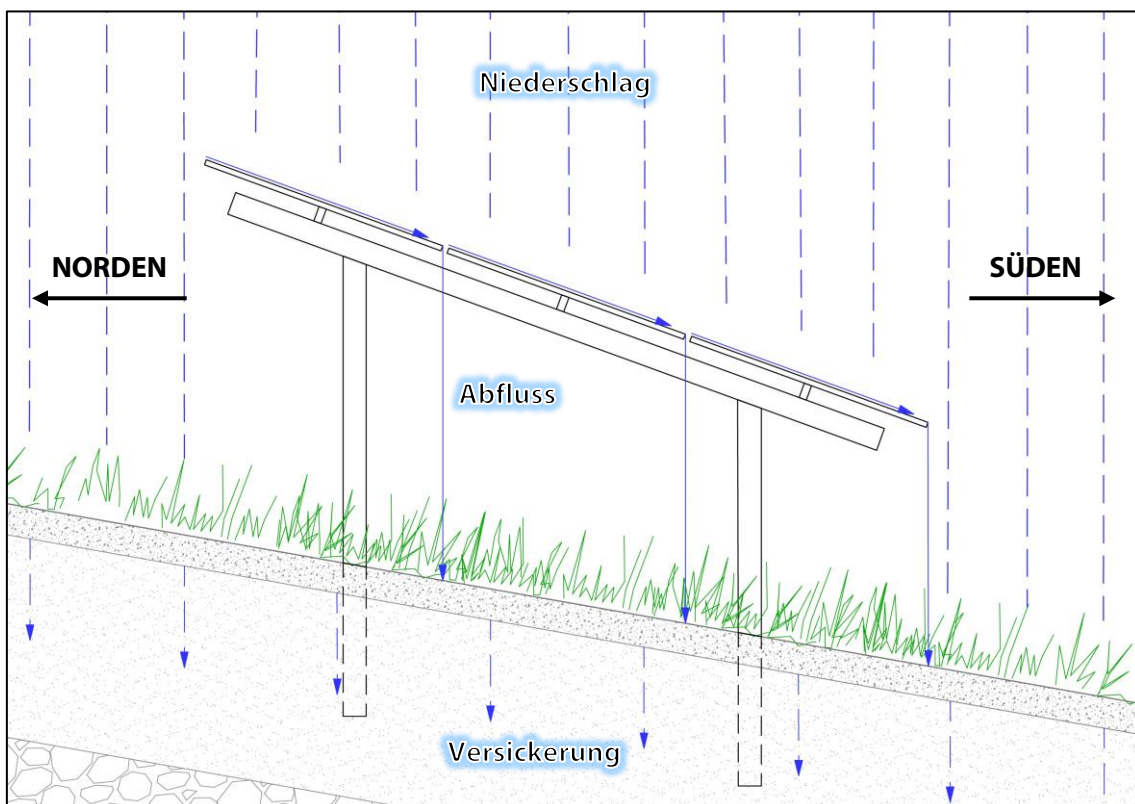 Niederschlag
NORDEN
SÜDEN
Abfluss
Versickerung